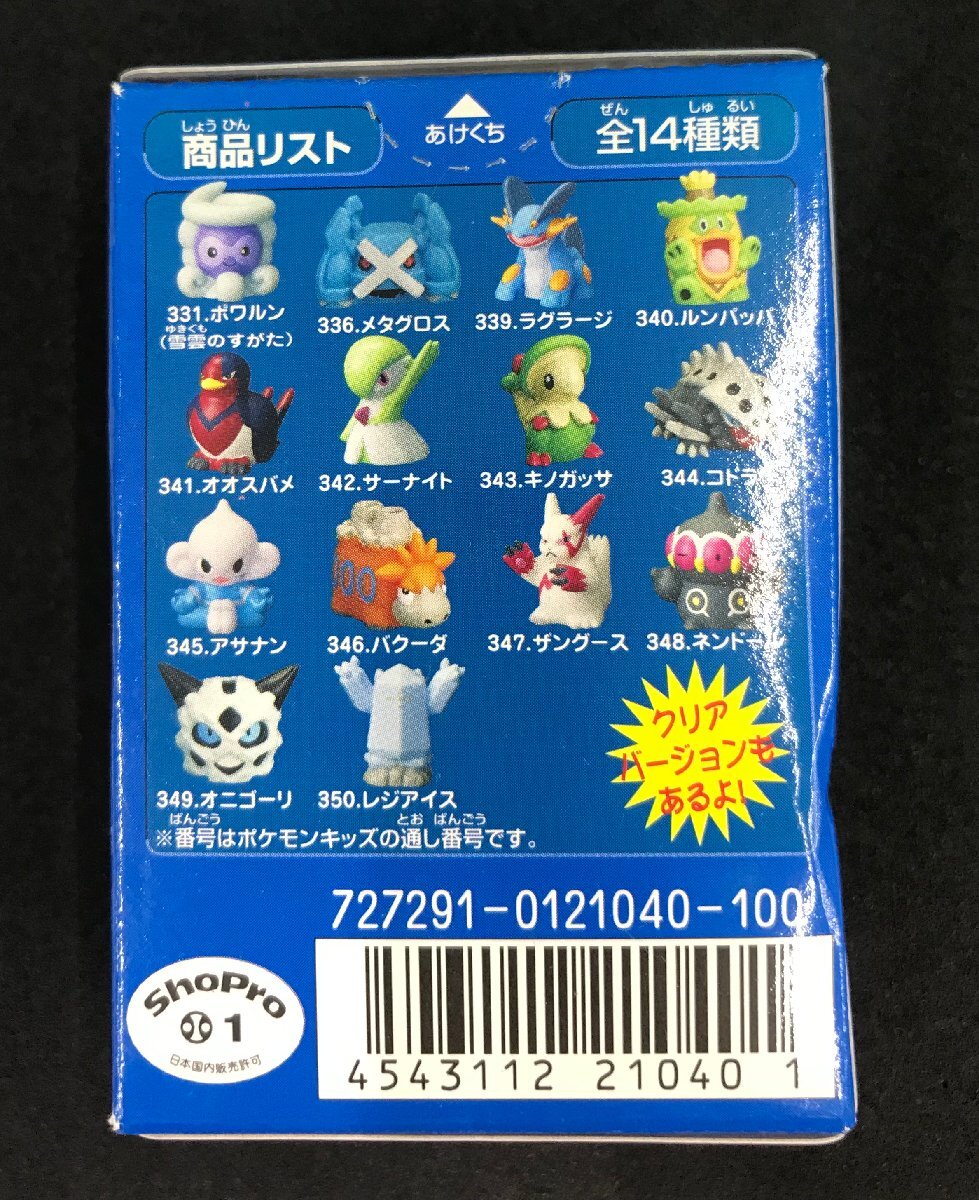 しょうひん
商品リスト
あけくち
ぜん しゅるい
全14種類
331.ポワルン
ゆきぐも
(雪雲のすがた)
336.メタグロス
339.ラグラージ
340.ルンパッパ
341.オオスバメ
342.サーナイト
343.キノガッサ
344.コドラ
345.アサナン
346.バクーダ
347.ザングース
348.ネンドール
349.オニゴーリ
350.レジアイス
クリア
バージョンも
あるよ!
ばんごう とお ばんごう
※番号はポケモンキッズの通し番号です。
727291-0121040-100
ShoPro
1
日本国内販売許可
4543112 21040 1